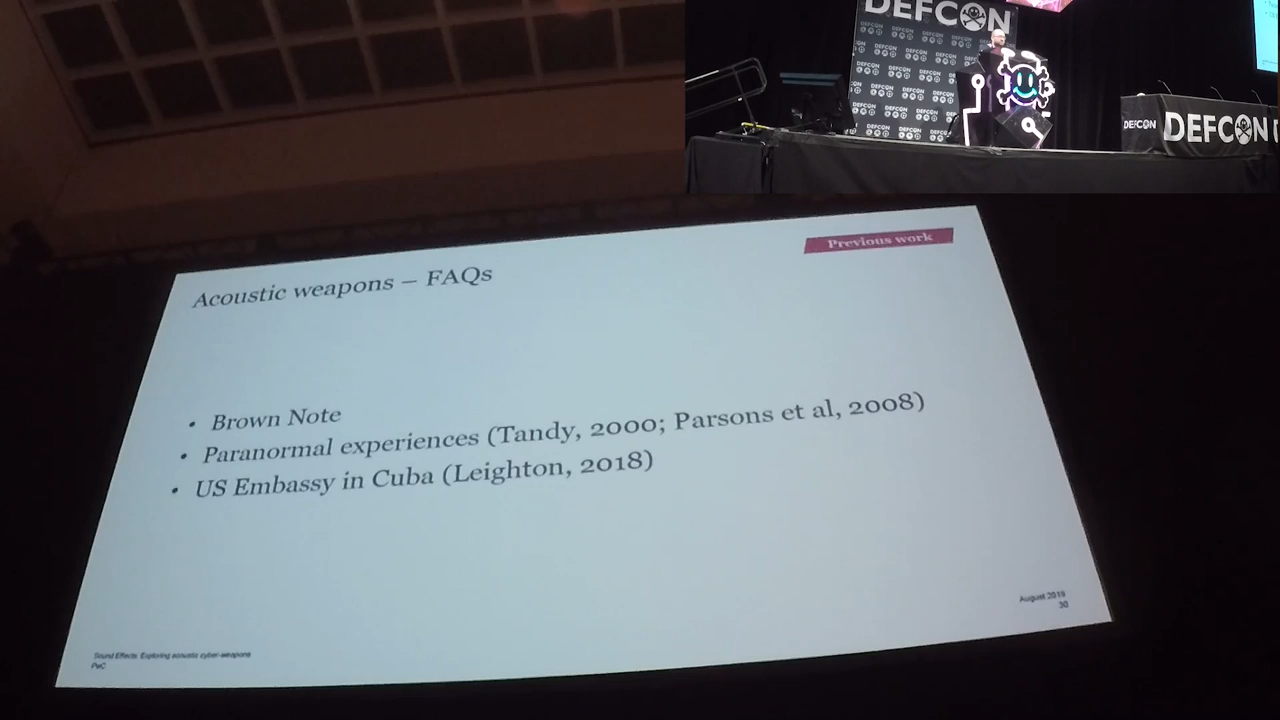 DEFCON
DEFCON
DEFCON
Previous work
Acoustic weapons – FAQs
• Brown Note
• Paranormal experiences (Tandy, 2000; Parsons et al, 2008)
• US Embassy in Cuba (Leighton, 2018)
August 2019
30
Sound Effects: Exploring acoustic cyber-weapons
PwC